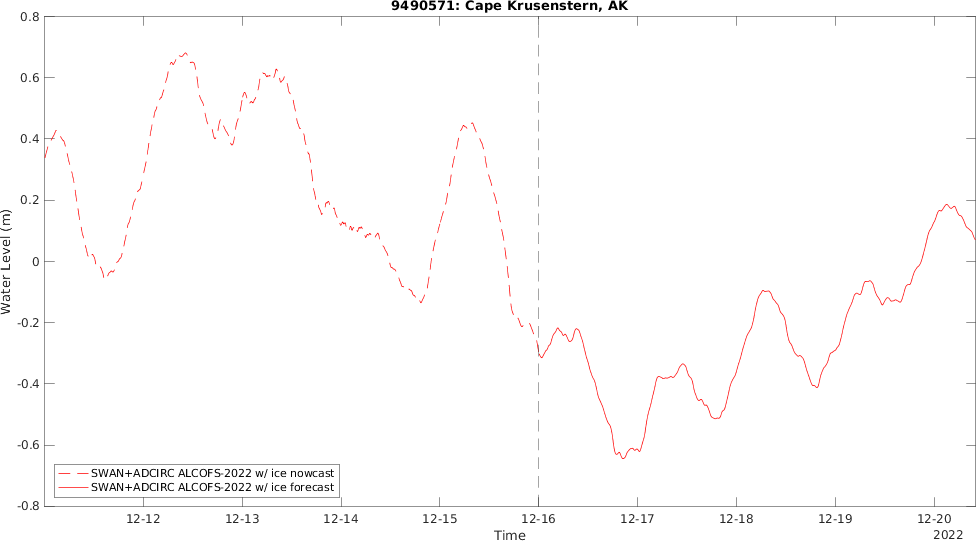 9490571: Cape Krusenstern, AK
0.8
0.6
0.4
0.2
0
-0.2
-0.4
-0.6
-0.8
Water Level (m)
SWAN+ADCIRC ALCOFS-2022 w/ ice nowcast
SWAN+ADCIRC ALCOFS-2022 w/ ice forecast
12-12 12-13 12-14 12-15 12-16 12-17 12-18 12-19 12-20
Time
2022